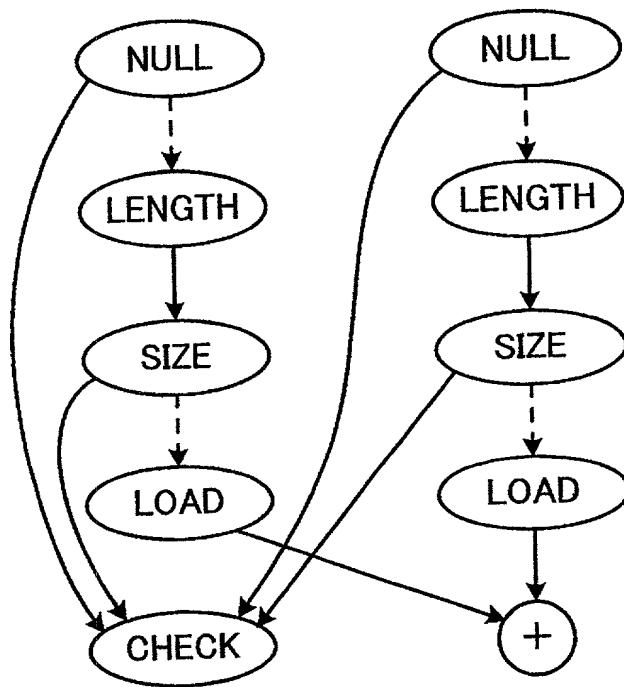 NULL
NULL
LENGTH
LENGTH
SIZE
SIZE
LOAD
LOAD
CHECK
+